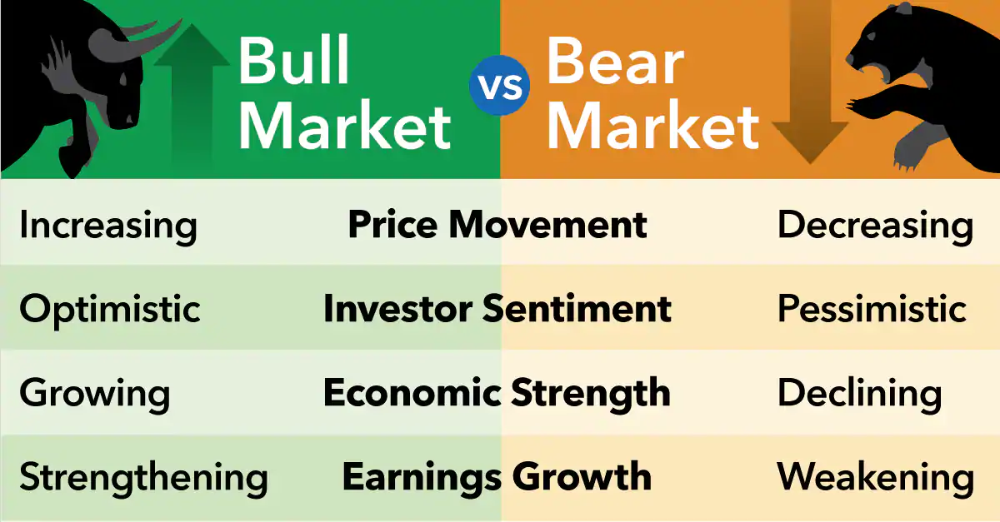 Bull
Market
vs
Bear
Market
Increasing Price Movement Decreasing
Optimistic Investor Sentiment Pessimistic
Growing Economic Strength Declining
Strengthening Earnings Growth Weakening